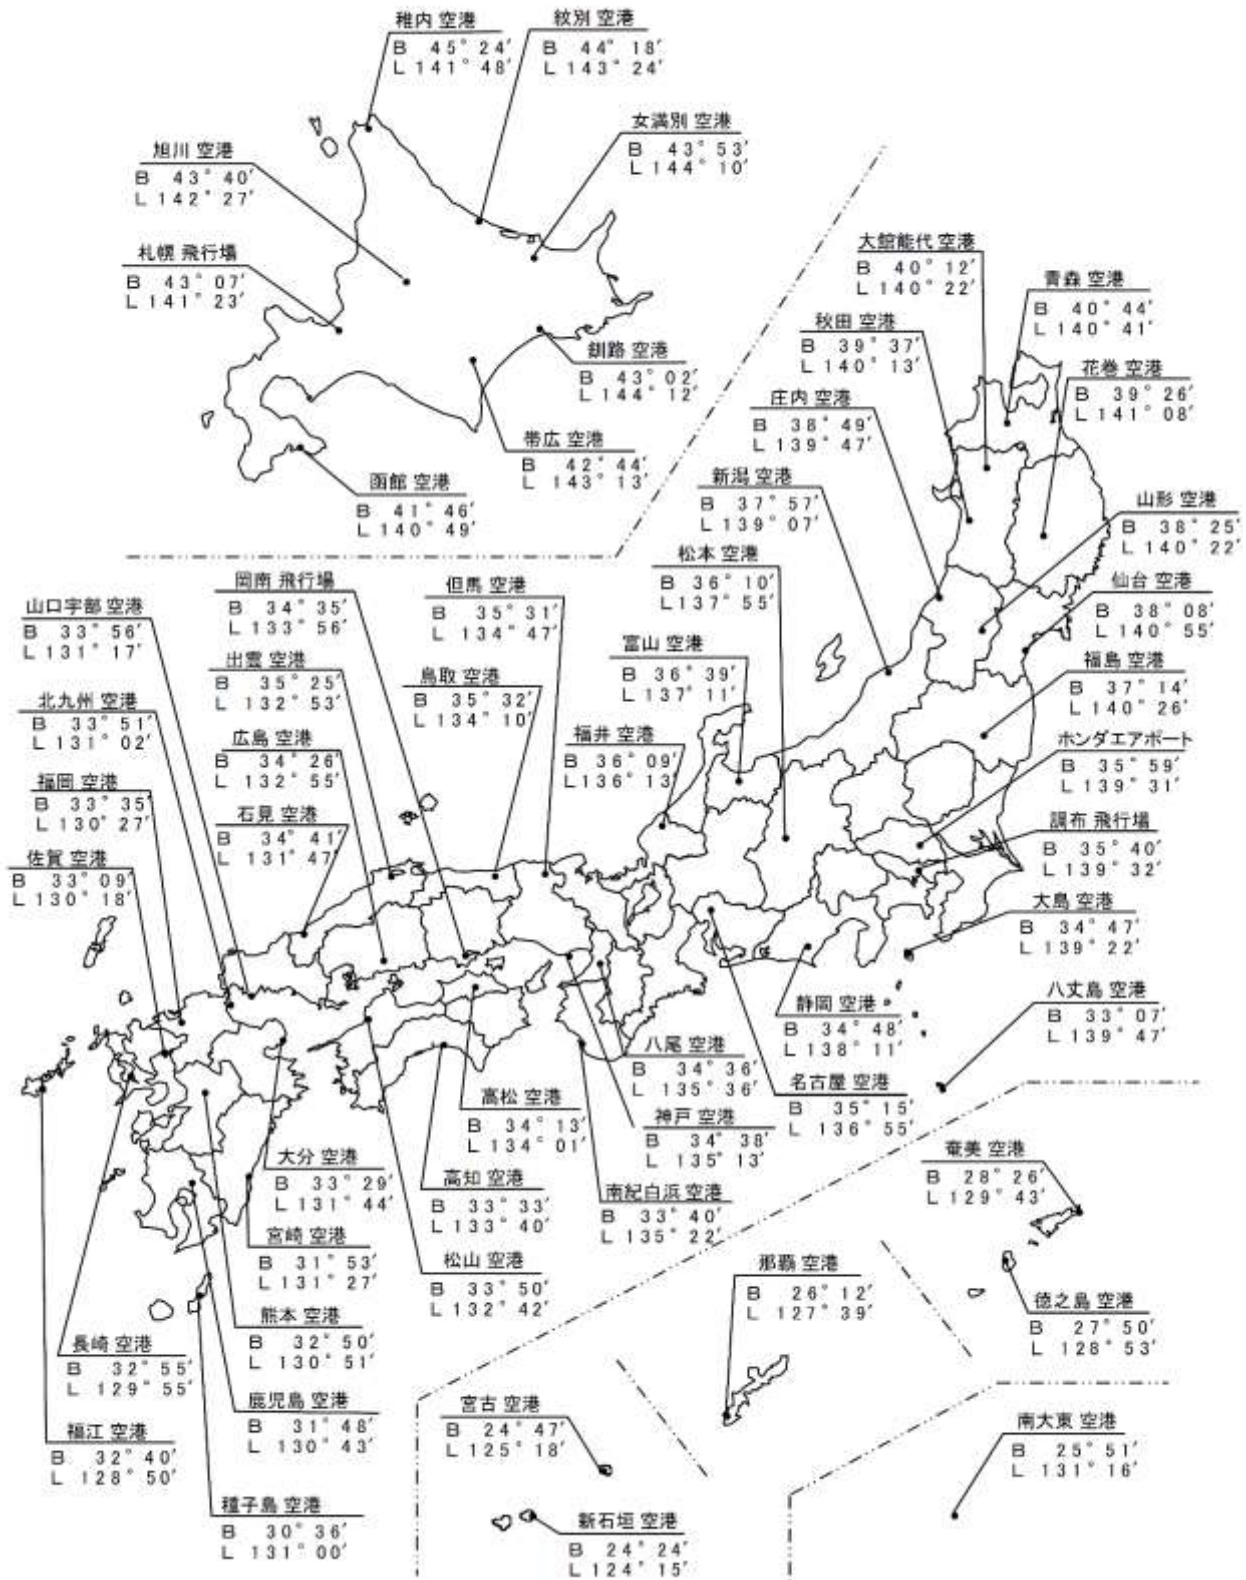 稚内 空港
B 45° 24′
L 141° 48′
紋別 空港
B 44° 18′
L 143° 24′
女満別 空港
B 43° 53′
L 144° 10′
旭川 空港
B 43° 40′
L 142° 27′
札幌 飛行場
B 43° 07′
L 141° 23′
釧路 空港
B 43° 02′
L 144° 12′
帯広 空港
B 42° 44′
L 143° 13′
函館 空港
B 41° 46′
L 140° 49′
大館能代 空港
B 40° 12′
L 140° 22′
青森 空港
B 40° 44′
L 140° 41′
秋田 空港
B 39° 37′
L 140° 13′
花巻 空港
B 39° 26′
L 141° 08′
庄内 空港
B 38° 49′
L 139° 47′
新潟 空港
B 37° 57′
L 139° 07′
山形 空港
B 38° 25′
L 140° 22′
松本 空港
B 36° 10′
L 137° 55′
仙台 空港
B 38° 08′
L 140° 55′
富山 空港
B 36° 39′
L 137° 11′
福島 空港
B 37° 14′
L 140° 26′
福井 空港
B 36° 09′
L 136° 13′
ホンダエアポート
B 35° 59′
L 139° 31′
調布 飛行場
B 35° 40′
L 139° 32′
大島 空港
B 34° 47′
L 139° 22′
八丈島 空港
B 33° 07′
L 139° 47′
静岡 空港
B 34° 48′
L 138° 11′
名古屋 空港
B 35° 15′
L 136° 55′
岡南 飛行場
B 34° 35′
L 133° 56′
但馬 空港
B 35° 31′
L 134° 47′
山口宇部 空港
B 33° 56′
L 131° 17′
出雲 空港
B 35° 25′
L 132° 53′
鳥取 空港
B 35° 32′
L 134° 10′
北九州 空港
B 33° 51′
L 131° 02′
広島 空港
B 34° 26′
L 132° 55′
福岡 空港
B 33° 35′
L 130° 27′
石見 空港
B 34° 41′
L 131° 47′
佐賀 空港
B 33° 09′
L 130° 18′
八尾 空港
B 34° 36′
L 135° 36′
高松 空港
B 34° 13′
L 134° 01′
神戸 空港
B 34° 38′
L 135° 13′
大分 空港
B 33° 29′
L 131° 44′
高知 空港
B 33° 33′
L 133° 40′
南紀白浜 空港
B 33° 40′
L 135° 22′
宮崎 空港
B 31° 53′
L 131° 27′
松山 空港
B 33° 50′
L 132° 42′
熊本 空港
B 32° 50′
L 130° 51′
長崎 空港
B 32° 55′
L 129° 55′
鹿児島 空港
B 31° 48′
L 130° 43′
福江 空港
B 32° 40′
L 128° 50′
種子島 空港
B 30° 36′
L 131° 00′
奄美 空港
B 28° 26′
L 129° 43′
那覇 空港
B 26° 12′
L 127° 39′
徳之島 空港
B 27° 50′
L 128° 53′
宮古 空港
B 24° 47′
L 125° 18′
南大東 空港
B 25° 51′
L 131° 16′
新石垣 空港
B 24° 24′
L 124° 15′